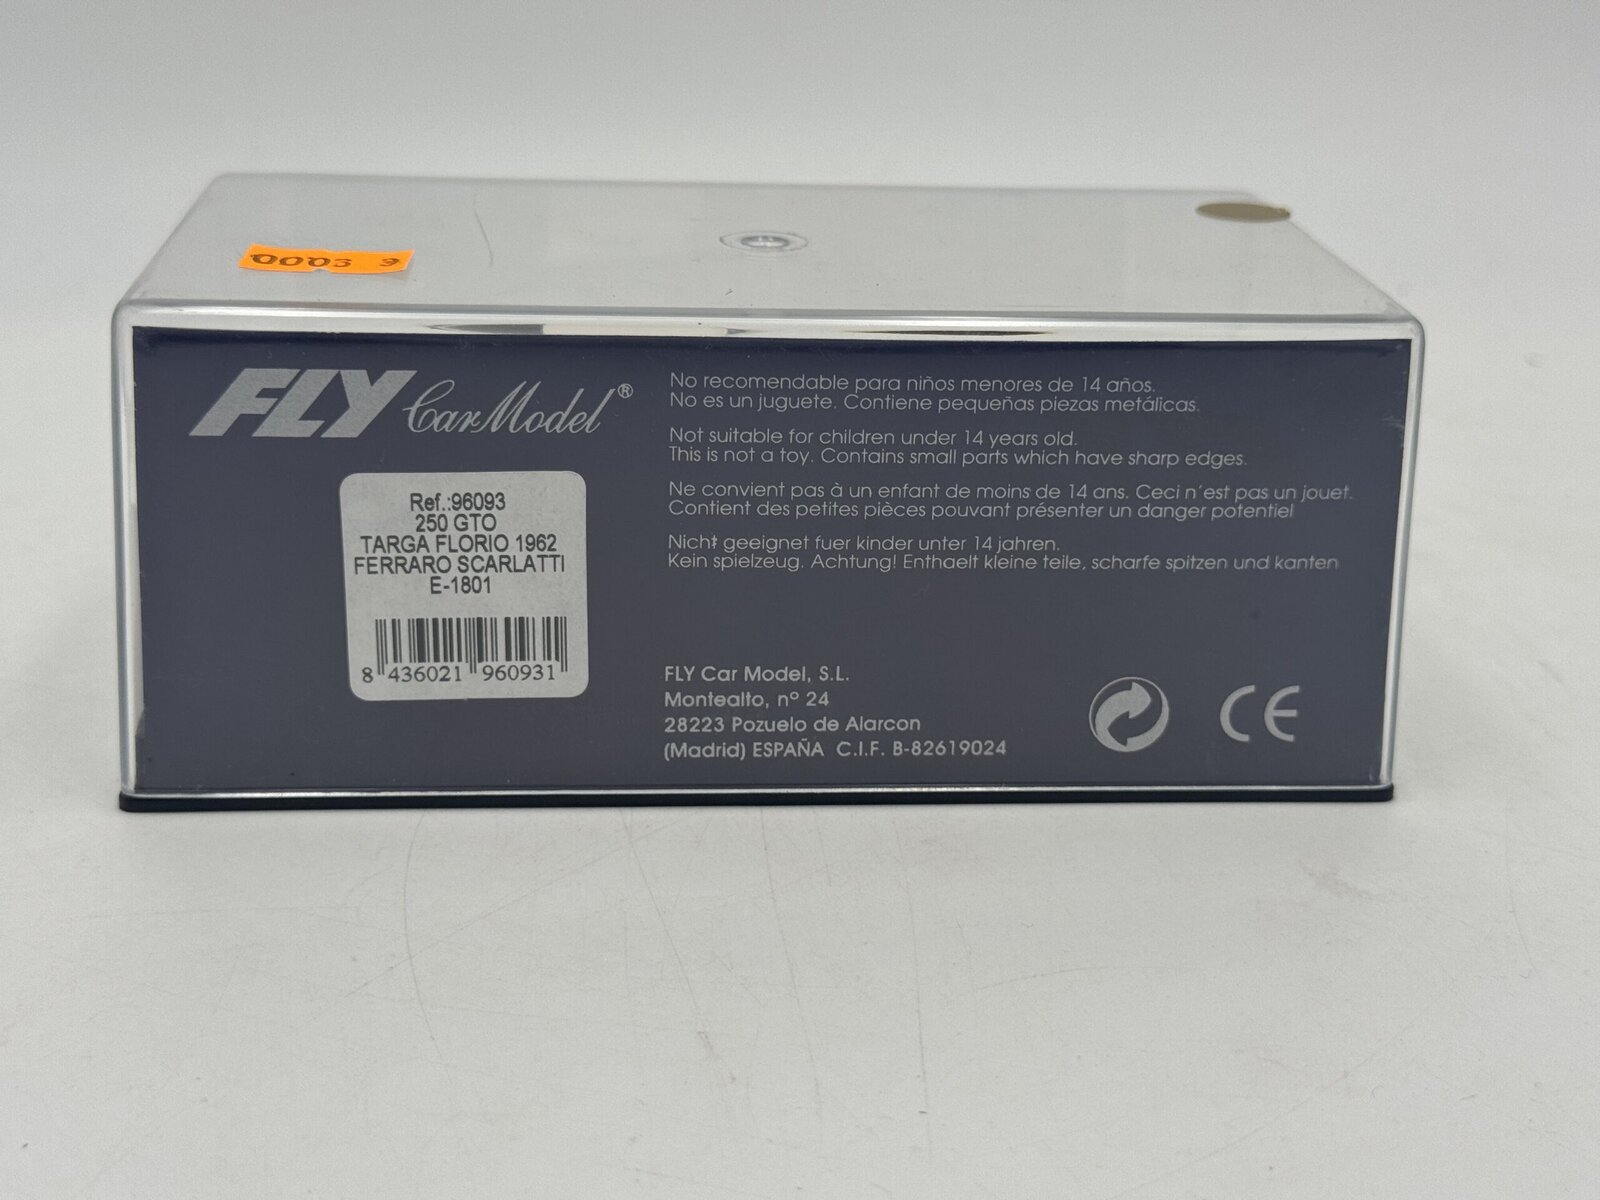 0003 3
FLY Car Model®
Ref.:96093
250 GTO
TARGA FLORIO 1962
FERRARO SCARLATTI
E-1801
8 436021 960931
No recomendable para niños menores de 14 años.
No es un juguete. Contiene pequeñas piezas metálicas.
Not suitable for children under 14 years old.
This is not a toy. Contains small parts which have sharp edges.
Ne convient pas à un enfant de moins de 14 ans. Ceci n'est pas un jouet.
Contient des petites pièces pouvant présenter un danger potentiel
Nicht geeignet fuer kinder unter 14 jahren.
Kein spielzeug. Achtung! Enthaelt kleine teile, scharfe spitzen und kanten
FLY Car Model, S.L.
Montealto, nº 24
28223 Pozuelo de Alarcon
(Madrid) ESPAÑA C.I.F. B-82619024
CE